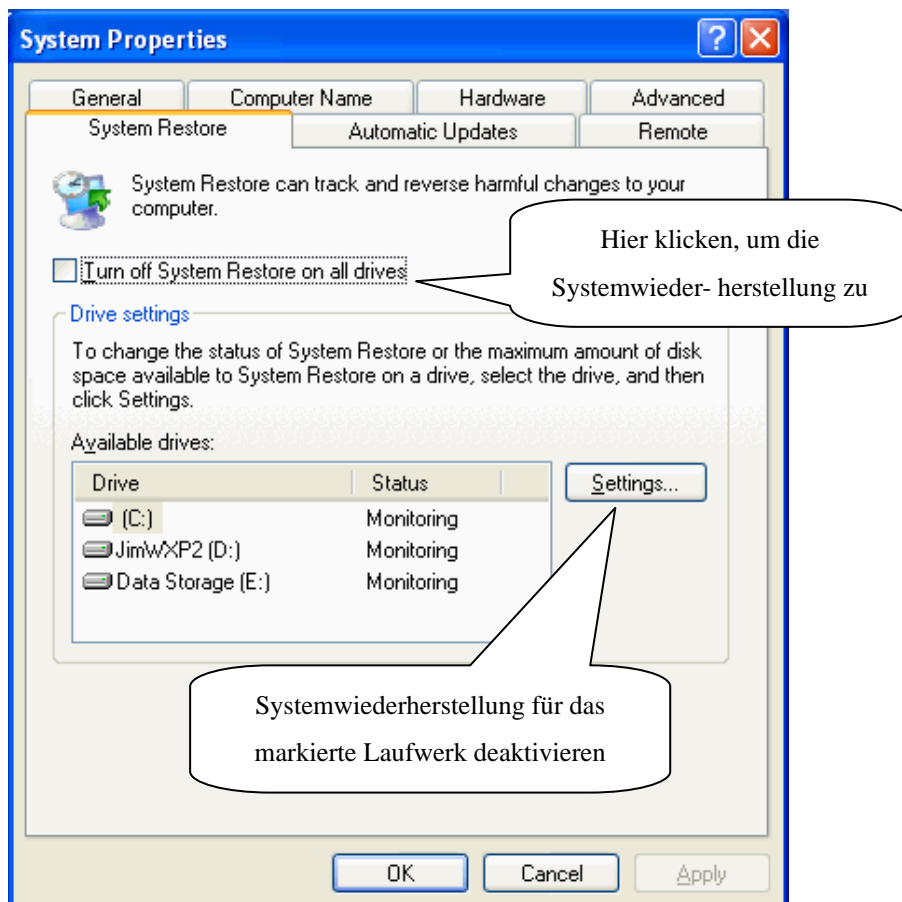 System Properties
General Computer Name Hardware Advanced
System Restore Automatic Updates Remote
System Restore can track and reverse harmful changes to your
computer.
Hier klicken, um die
Systemwieder- herstellung zu
Turn off System Restore on all drives
Drive settings
To change the status of System Restore or the maximum amount of disk
space available to System Restore on a drive, select the drive, and then
click Settings.
Available drives:
Drive Status
Settings...
(C:) Monitoring
JimWXP2 (D:) Monitoring
Data Storage (E:) Monitoring
Systemwiederherstellung für das
markierte Laufwerk deaktivieren
OK Cancel Apply